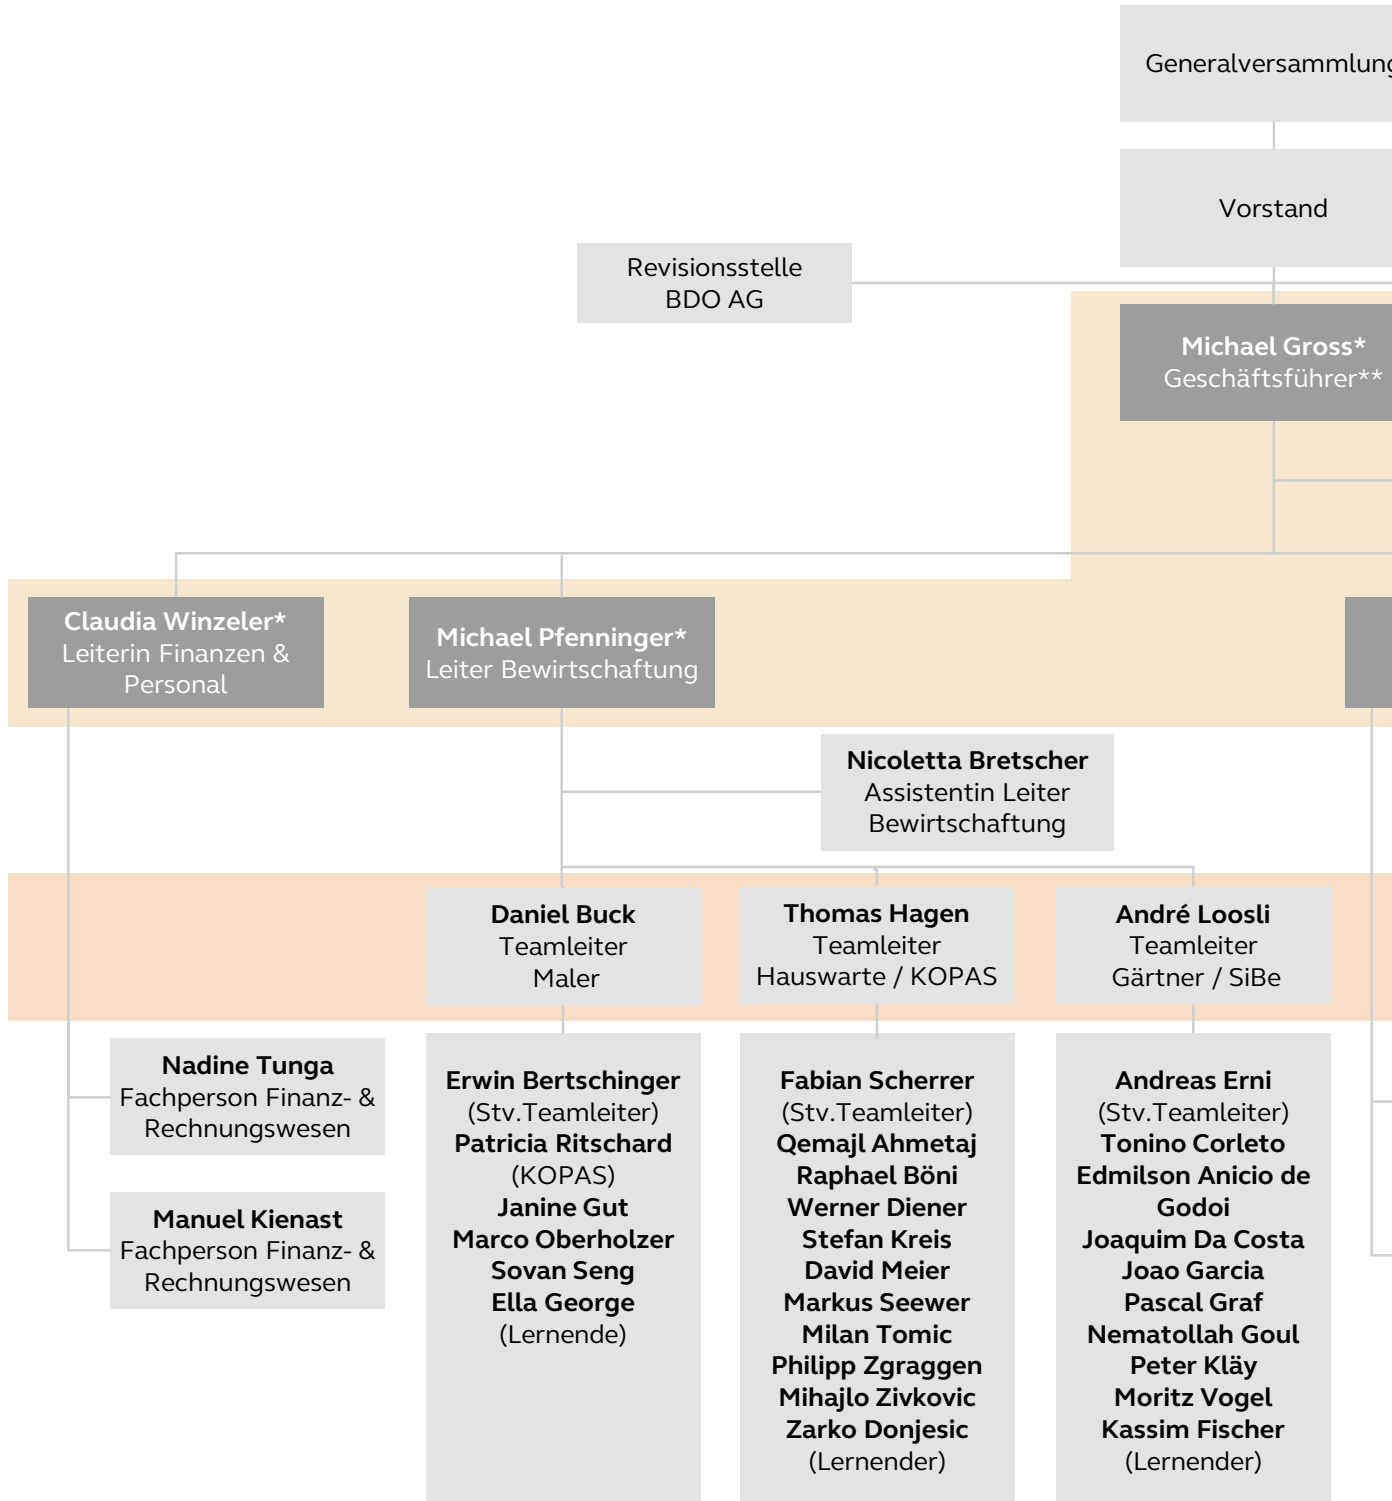 Generalversammlung
Vorstand
Revisionsstelle
BDO AG
Michael Gross*
Geschäftsführer**
Claudia Winzeler*
Leiterin Finanzen &
Personal
Michael Pfenninger*
Leiter Bewirtschaftung
Nicoletta Bretscher
Assistentin Leiter
Bewirtschaftung
Daniel Buck
Teamleiter
Maler
Thomas Hagen
Teamleiter
Hauswarte / KOPAS
André Loosli
Teamleiter
Gärtner / SiBe
Nadine Tunga
Fachperson Finanz- &
Rechnungswesen
Manuel Kienast
Fachperson Finanz- &
Rechnungswesen
Erwin Bertschinger
(Stv.Teamleiter)
Patricia Ritschard
(KOPAS)
Janine Gut
Marco Oberholzer
Sovan Seng
Ella George
(Lernende)
Fabian Scherrer
(Stv.Teamleiter)
Qemajl Ahmetaj
Raphael Böni
Werner Diener
Stefan Kreis
David Meier
Markus Seewer
Milan Tomic
Philipp Zgraggen
Mihajlo Zivkovic
Zarko Donjesic
(Lernender)
Andreas Erni
(Stv.Teamleiter)
Tonino Corleto
Edmilson Anicio de
Godoi
Joaquim Da Costa
Joao Garcia
Pascal Graf
Nematollah Goul
Peter Kläy
Moritz Vogel
Kassim Fischer
(Lernender)